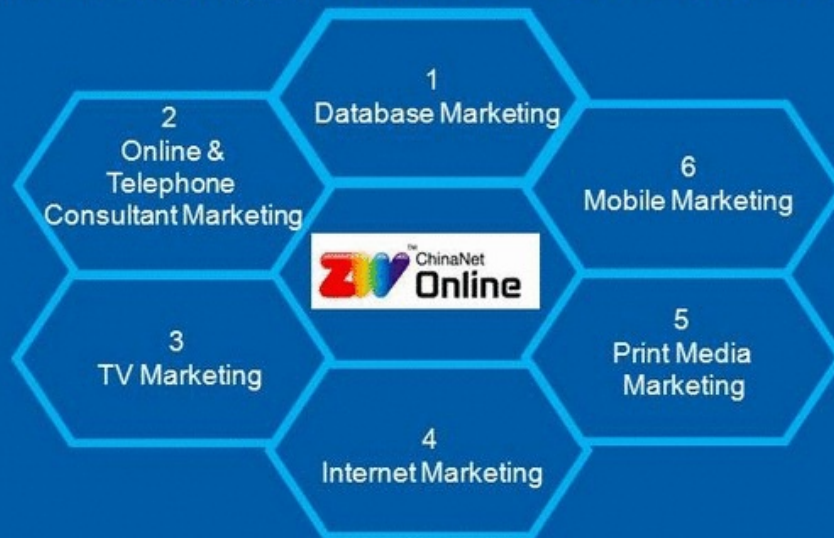 1
Database Marketing
2
Online &
Telephone
Consultant Marketing
3
TV Marketing
4
Internet Marketing
5
Print Media
Marketing
6
Mobile Marketing
ZW™ ChinaNet
Online